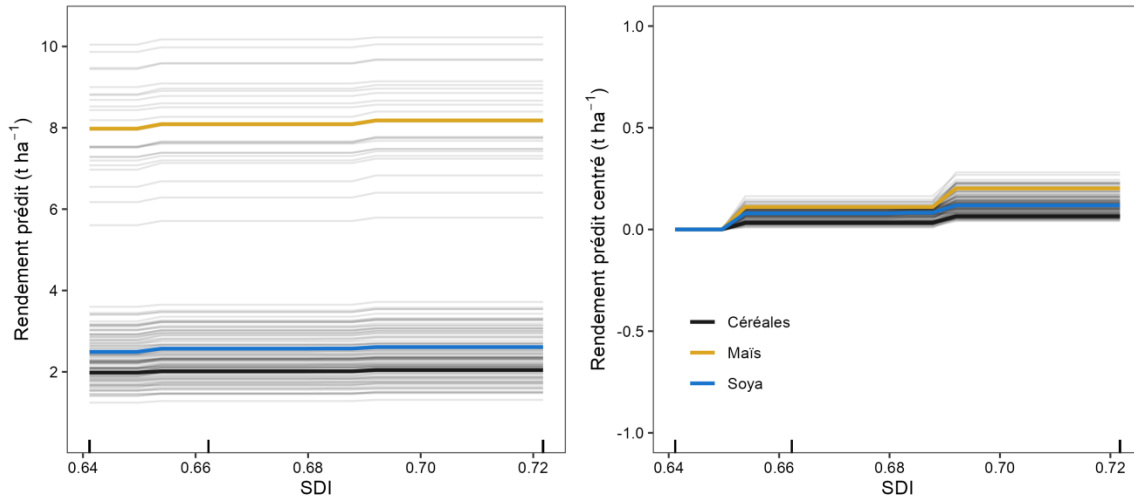 Rendement prédit (t ha⁻¹)
10
8
6
4
2
0.64
0.66
0.68
0.70
0.72
SDI
Rendement prédit centré (t ha⁻¹)
1.0
0.5
0.0
-0.5
-1.0
Céréales
Maïs
Soya
0.64
0.66
0.68
0.70
0.72
SDI